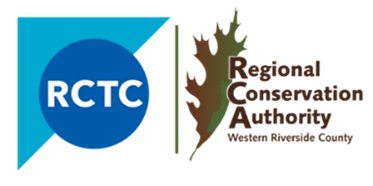 RCTC
Regional
Conservation
Authority
Western Riverside County